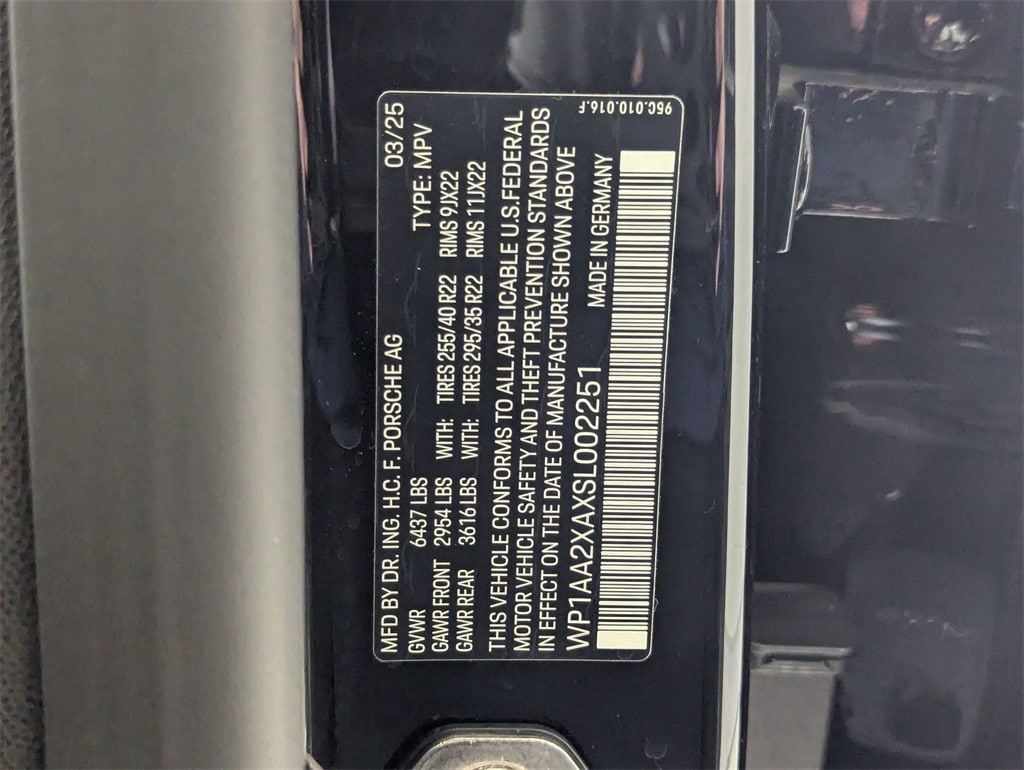 MFD BY DR. ING. H.C. F. PORSCHE AG 03/25
GVWR 6437 LBS TYPE: MPV
GAWR FRONT 2954 LBS WITH: TIRES 255/40 R22 RIMS 9JX22
GAWR REAR 3616 LBS WITH: TIRES 295/35 R22 RIMS 11JX22
THIS VEHICLE CONFORMS TO ALL APPLICABLE U.S.FEDERAL
MOTOR VEHICLE SAFETY AND THEFT PREVENTION STANDARDS
IN EFFECT ON THE DATE OF MANUFACTURE SHOWN ABOVE
WP1AA2XAXSL002251 MADE IN GERMANY
95C.010.016.F